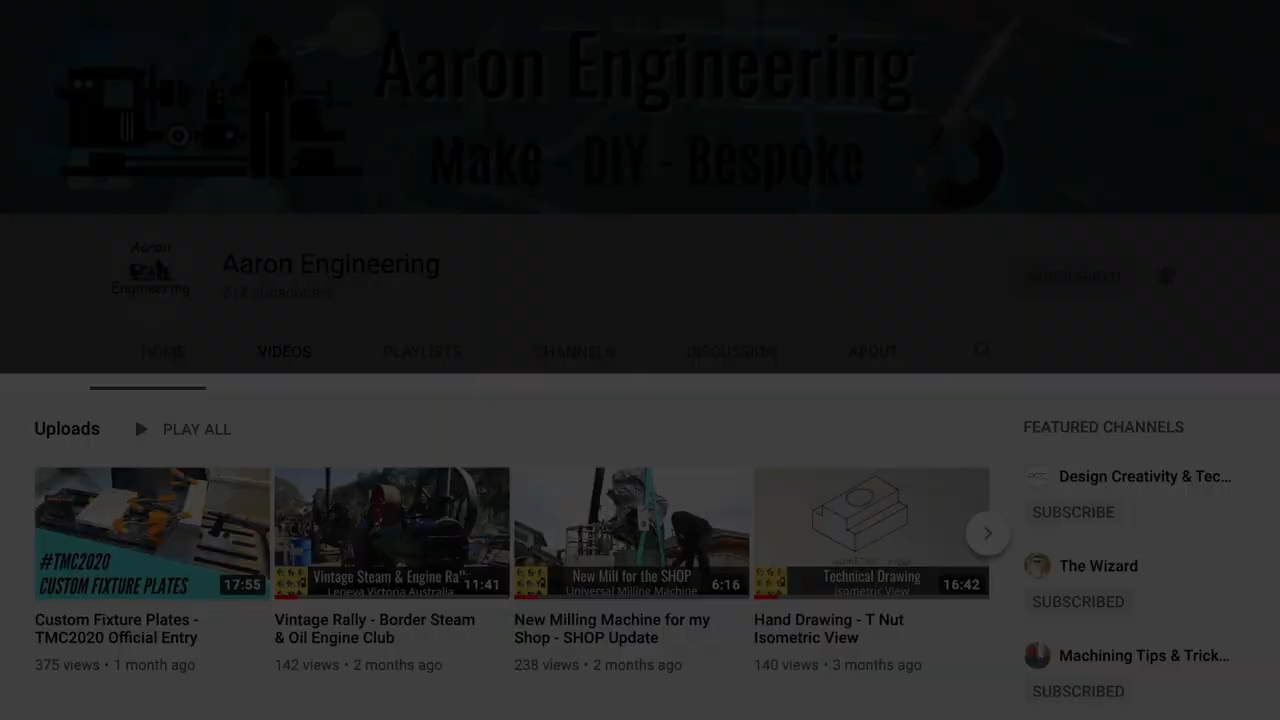 Aaron Engineering
Make - DIY - Bespoke
Aaron
Engineering
Aaron Engineering
212 subscribers
HOME VIDEOS PLAYLISTS CHANNELS DISCUSSION ABOUT
Uploads PLAY ALL
FEATURED CHANNELS
#TMC2020
CUSTOM FIXTURE PLATES
17:55
Vintage Steam & Engine Ra
11:41
Leneva Victoria Australia
New Mill for the SHOP
6:16
Universal Milling Machine
ISOMETRIC VIEW
Technical Drawing
16:42
Isometric View
Custom Fixture Plates -
TMC2020 Official Entry
375 views • 1 month ago
Vintage Rally - Border Steam
& Oil Engine Club
142 views • 2 months ago
New Milling Machine for my
Shop - SHOP Update
238 views • 2 months ago
Hand Drawing - T Nut
Isometric View
140 views • 3 months ago
Design Creativity & Tec...
SUBSCRIBE
The Wizard
SUBSCRIBED
Machining Tips & Trick...
SUBSCRIBED